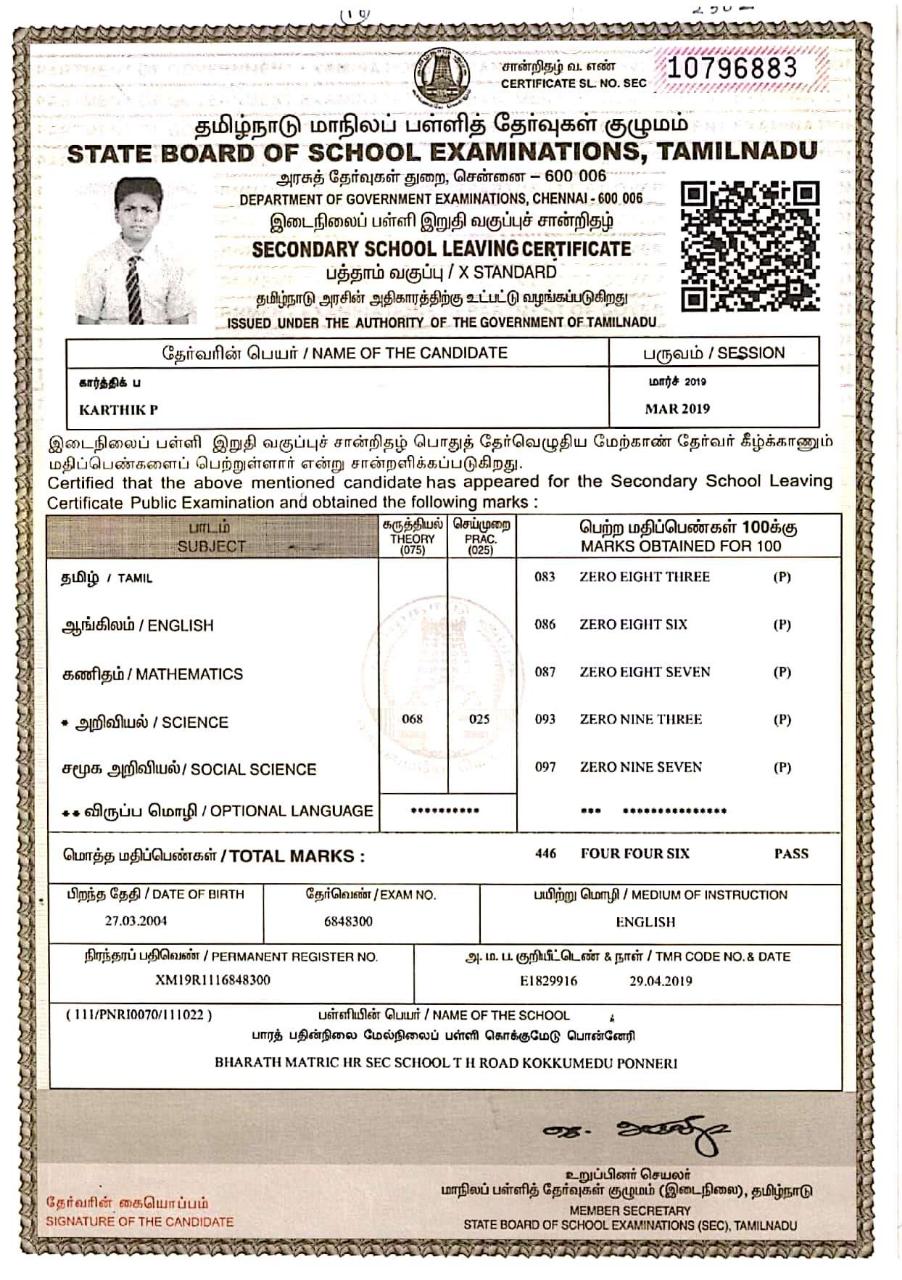 (10)
சான்றிதழ் வ. எண்
CERTIFICATE SL. NO. SEC 10796883
தமிழ்நாடு மாநிலப் பள்ளித் தேர்வுகள் குழுமம்
STATE BOARD OF SCHOOL EXAMINATIONS, TAMILNADU
அரசுத் தேர்வுகள் துறை, சென்னை – 600 006
DEPARTMENT OF GOVERNMENT EXAMINATIONS, CHENNAI - 600 006
இடைநிலைப் பள்ளி இறுதி வகுப்புச் சான்றிதழ்
SECONDARY SCHOOL LEAVING CERTIFICATE
பத்தாம் வகுப்பு / X STANDARD
தமிழ்நாடு அரசின் அதிகாரத்திற்கு உட்பட்டு வழங்கப்படுகிறது
ISSUED UNDER THE AUTHORITY OF THE GOVERNMENT OF TAMILNADU
தேர்வரின் பெயர் / NAME OF THE CANDIDATE பருவம் / SESSION
கார்த்திக் ப மார்ச் 2019
KARTHIK P MAR 2019
இடைநிலைப் பள்ளி இறுதி வகுப்புச் சான்றிதழ் பொதுத் தேர்வெழுதிய மேற்காண் தேர்வர் கீழ்க்காணும்
மதிப்பெண்களைப் பெற்றுள்ளார் என்று சான்றளிக்கப்படுகிறது.
Certified that the above mentioned candidate has appeared for the Secondary School Leaving
Certificate Public Examination and obtained the following marks :
பாடம் கருத்தியல் செய்முறை பெற்ற மதிப்பெண்கள் 100க்கு
SUBJECT THEORY (075) PRAC. (025) MARKS OBTAINED FOR 100
தமிழ் / TAMIL 083 ZERO EIGHT THREE (P)
ஆங்கிலம் / ENGLISH 086 ZERO EIGHT SIX (P)
கணிதம் / MATHEMATICS 087 ZERO EIGHT SEVEN (P)
* அறிவியல் / SCIENCE 068 025 093 ZERO NINE THREE (P)
சமூக அறிவியல் / SOCIAL SCIENCE 097 ZERO NINE SEVEN (P)
** விருப்ப மொழி / OPTIONAL LANGUAGE ********** *** ***************
மொத்த மதிப்பெண்கள் / TOTAL MARKS : 446 FOUR FOUR SIX PASS
பிறந்த தேதி / DATE OF BIRTH தேர்வெண் / EXAM NO. பயிற்று மொழி / MEDIUM OF INSTRUCTION
27.03.2004 6848300 ENGLISH
நிரந்தரப் பதிவெண் / PERMANENT REGISTER NO. அ. ம. ப. குறியீட்டெண் & நாள் / TMR CODE NO. & DATE
XM19R1116848300 E1829916 29.04.2019
( 111/PNRI0070/111022 ) பள்ளியின் பெயர் / NAME OF THE SCHOOL
பாரத் பதின்நிலை மேல்நிலைப் பள்ளி கொக்குமேடு பொன்னேரி
BHARATH MATRIC HR SEC SCHOOL T H ROAD KOKKUMEDU PONNERI
உறுப்பினர் செயலர்
தேர்வரின் கையொப்பம் மாநிலப் பள்ளித் தேர்வுகள் குழுமம் (இடைநிலை), தமிழ்நாடு
SIGNATURE OF THE CANDIDATE MEMBER SECRETARY
STATE BOARD OF SCHOOL EXAMINATIONS (SEC), TAMILNADU